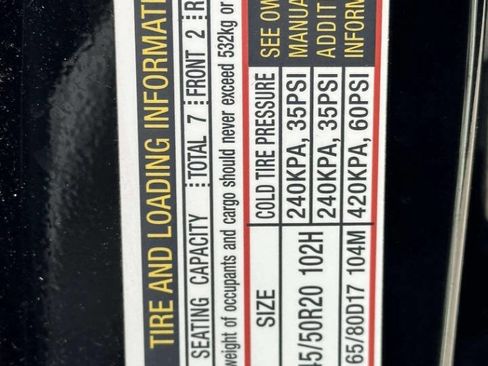 TIRE AND LOADING INFORMATI
SEATING CAPACITY TOTAL 7 FRONT 2 R
weight of occupants and cargo should never exceed 532kg or
SIZE COLD TIRE PRESSURE SEE OW
45/50R20 102H 240KPA, 35PSI MANUA
240KPA, 35PSI ADDIT
65/80D17 104M 420KPA, 60PSI INFORM